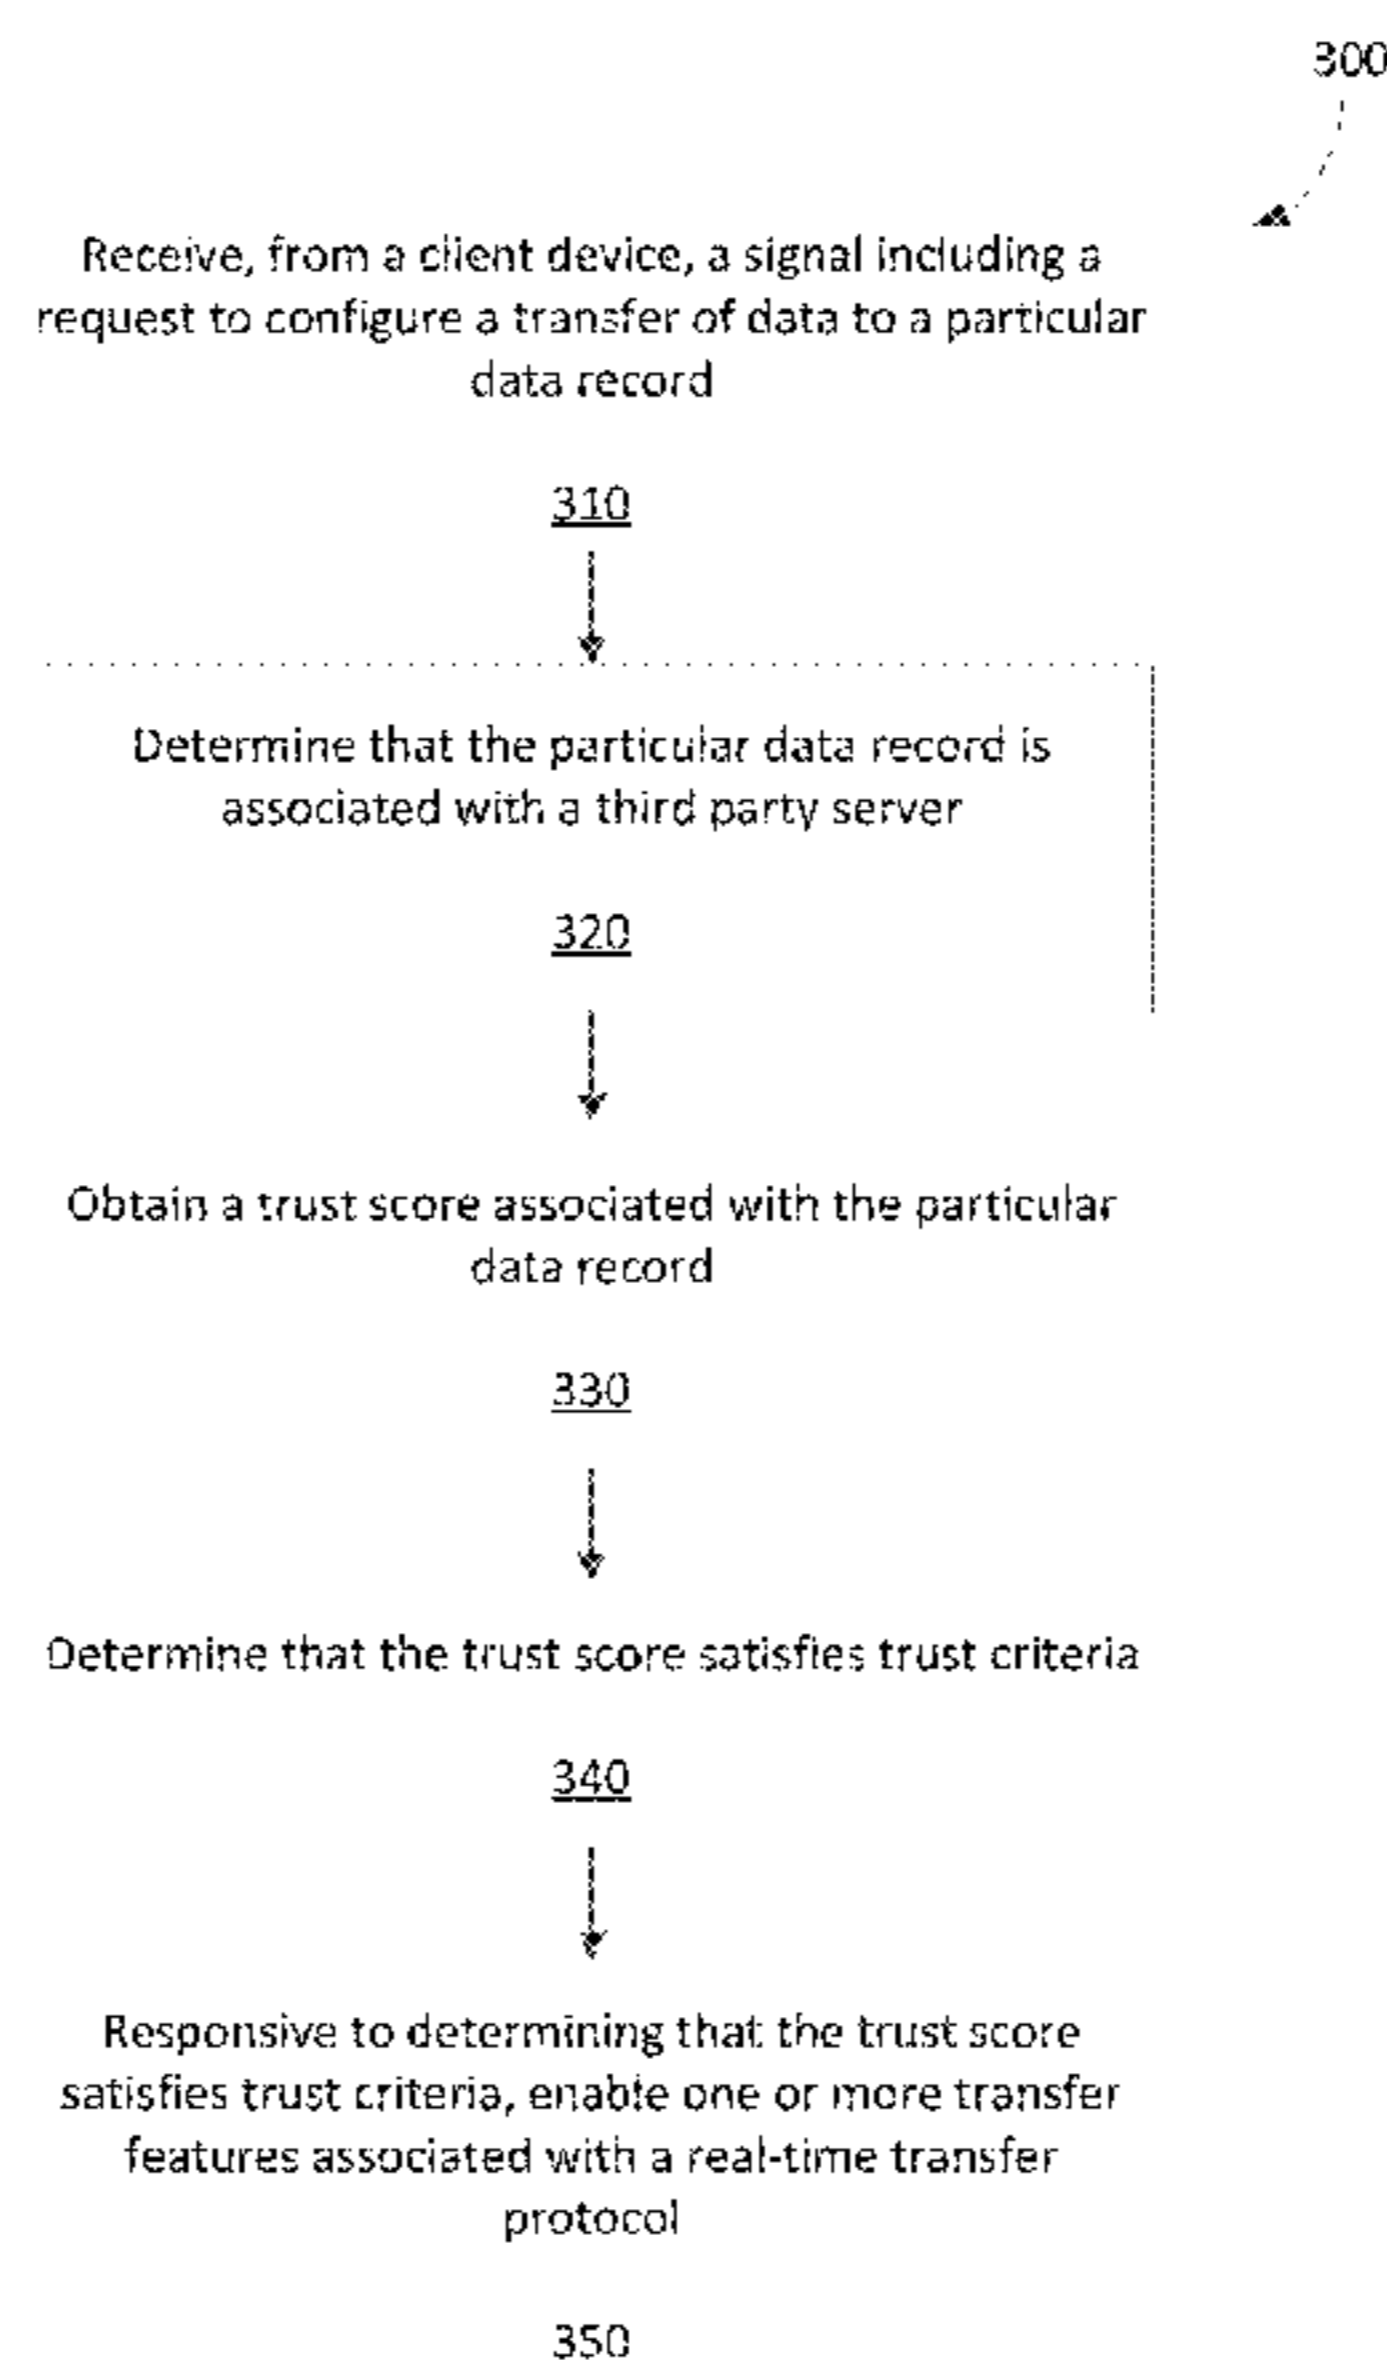 300
Receive, from a client device, a signal including a
request to configure a transfer of data to a particular
data record
310
Determine that the particular data record is
associated with a third party server
320
Obtain a trust score associated with the particular
data record
330
Determine that the trust score satisfies trust criteria
340
Responsive to determining that the trust score
satisfies trust criteria, enable one or more transfer
features associated with a real-time transfer
protocol
350